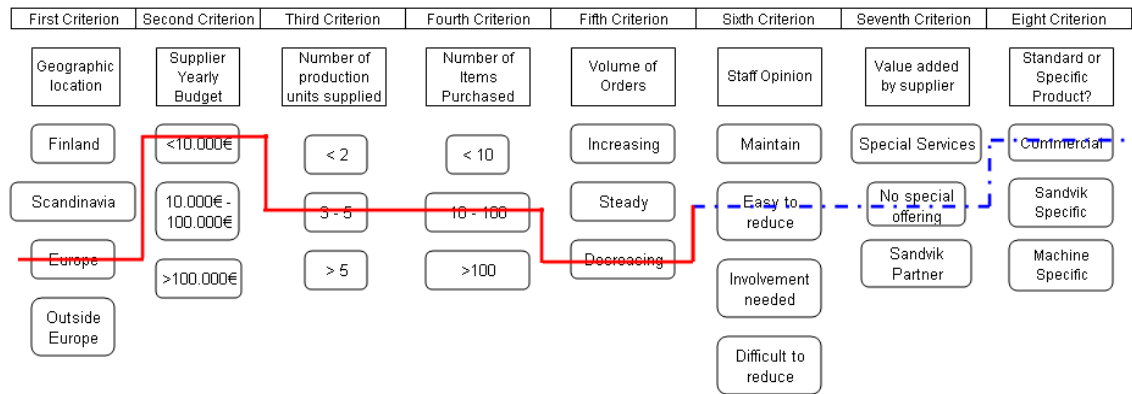 First Criterion Second Criterion Third Criterion Fourth Criterion Fifth Criterion Sixth Criterion Seventh Criterion Eight Criterion
Geographic
location
Supplier
Yearly
Budget
Number of
production
units supplied
Number of
Items
Purchased
Volume of
Orders
Staff Opinion
Value added
by supplier
Standard or
Specific
Product?
Finland
Scandinavia
Europe
Outside
Europe
<10.000€
10.000€ -
100.000€
>100.000€
< 2
3 - 5
> 5
< 10
10 - 100
>100
Increasing
Steady
Decreasing
Maintain
Easy to
reduce
Involvement
needed
Difficult to
reduce
Special Services
No special
offering
Sandvik
Partner
Commercial
Sandvik
Specific
Machine
Specific